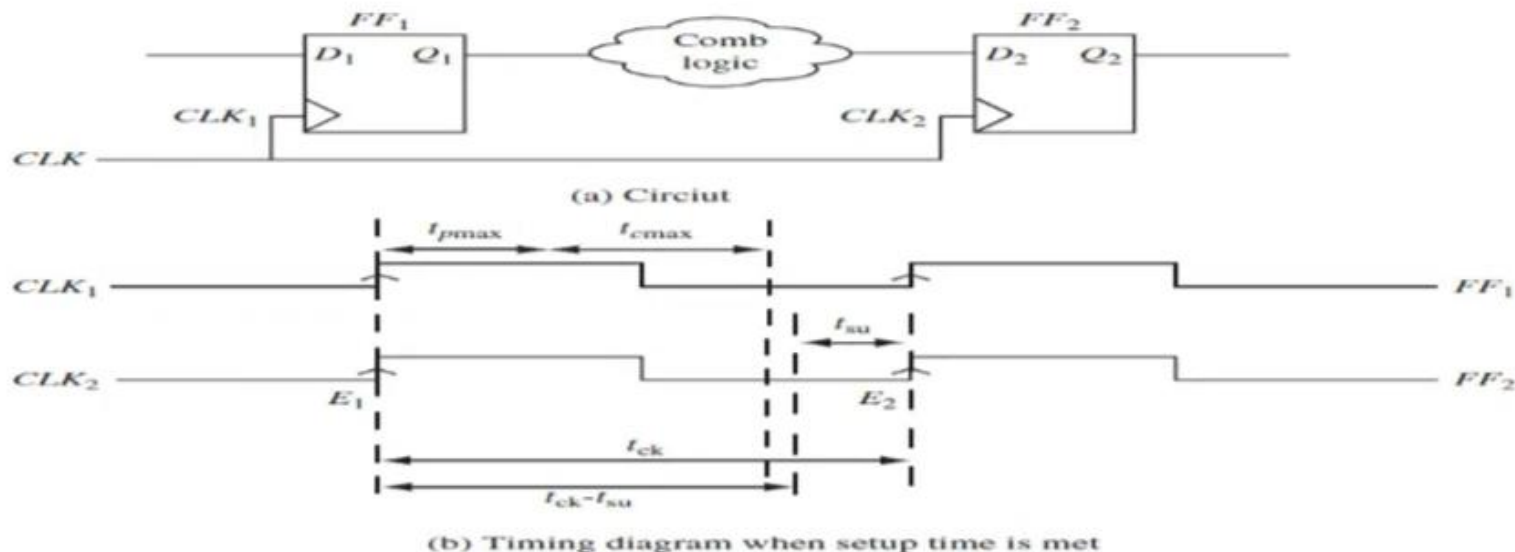 FF₁ FF₂
D₁ Q₁ Comb D₂ Q₂
logic
CLK₁ CLK₂
CLK
(a) Circiut
tpmax tcmax
CLK₁ FF₁
tsu
CLK₂ FF₂
E₁ E₂
tck
tck-tsu
(b) Timing diagram when setup time is met